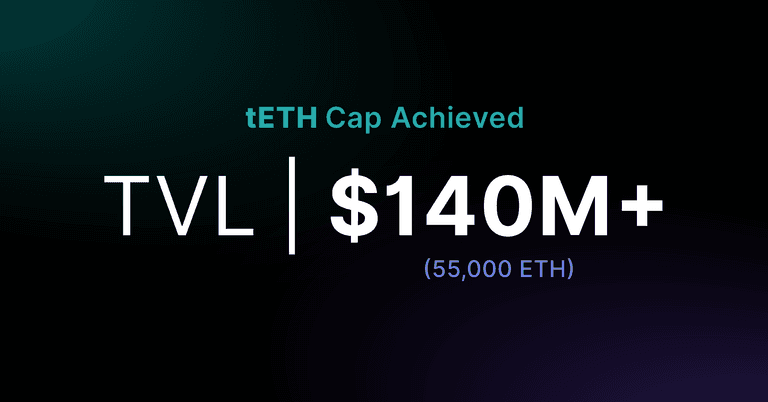 tETH Cap Achieved
TVL | $140M+
(55,000 ETH)